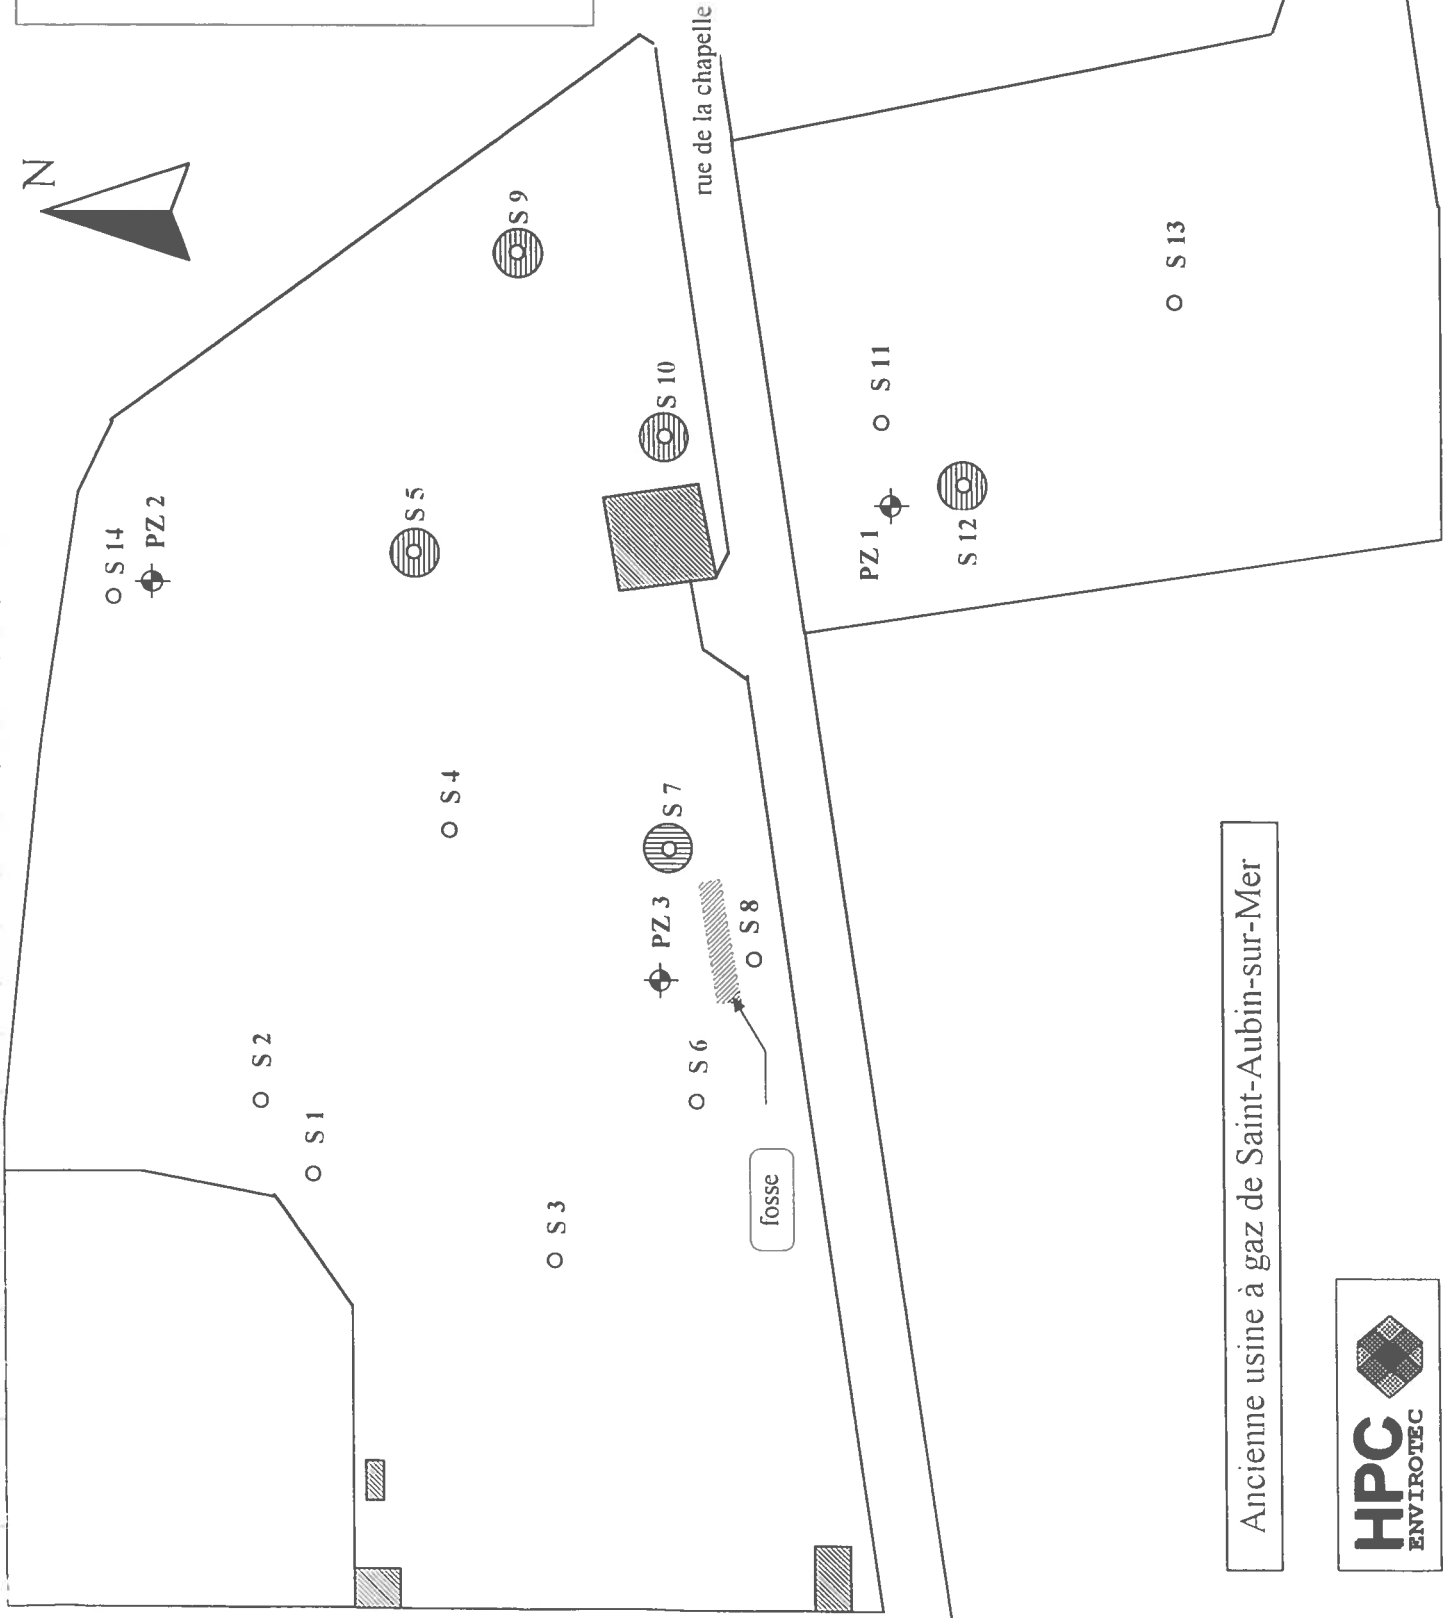 N
rue de la chapelle
S 9
S 10
S 13
S 11
S 5
S 14
PZ 2
PZ 1
S 12
S 4
S 7
PZ 3
S 8
S 2
S 1
S 6
S 3
fosse
Ancienne usine à gaz de Saint-Aubin-sur-Mer
HPC
ENVIROTEC